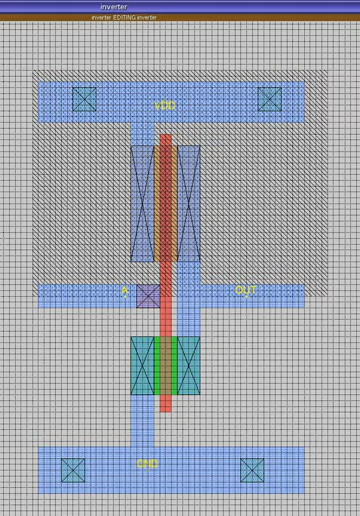 inverter
inverter EDITING inverter
VDD
A
OUT
GND